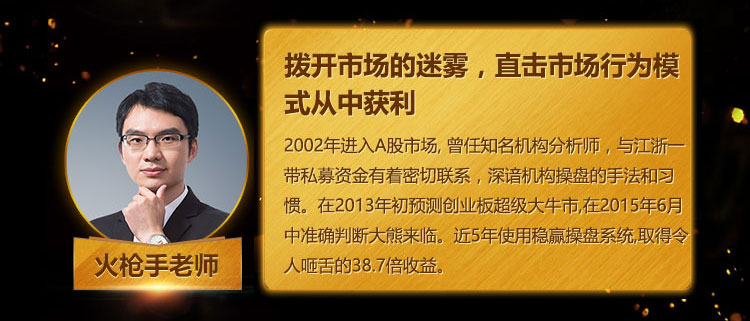 拨开市场的迷雾，直击市场行为模
式从中获利
2002年进入A股市场, 曾任知名机构分析师，与江浙一
带私募资金有着密切联系，深谙机构操盘的手法和习
惯。在2013年初预测创业板超级大牛市,在2015年6月
中准确判断大熊来临。近5年使用稳赢操盘系统,取得令
人咂舌的38.7倍收益。
火枪手老师